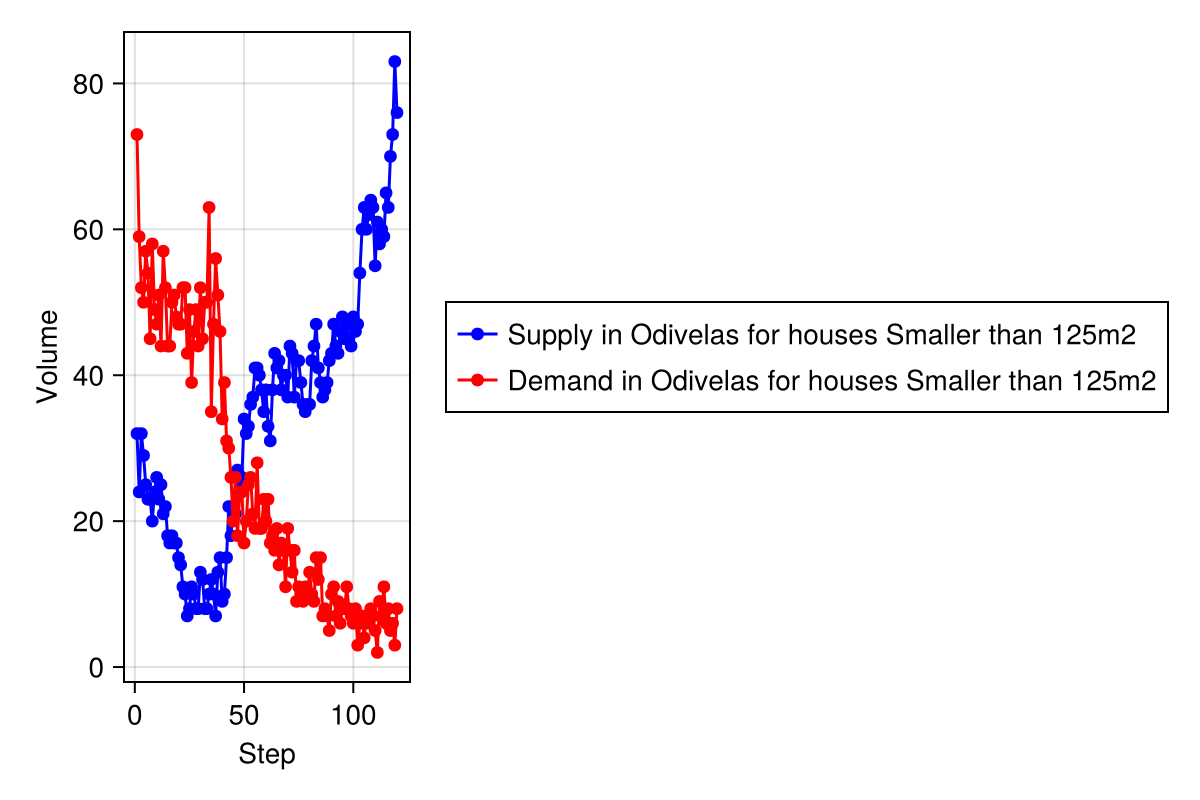 80
60
40
20
0
Volume
0 50 100
Step
Supply in Odivelas for houses Smaller than 125m2
Demand in Odivelas for houses Smaller than 125m2